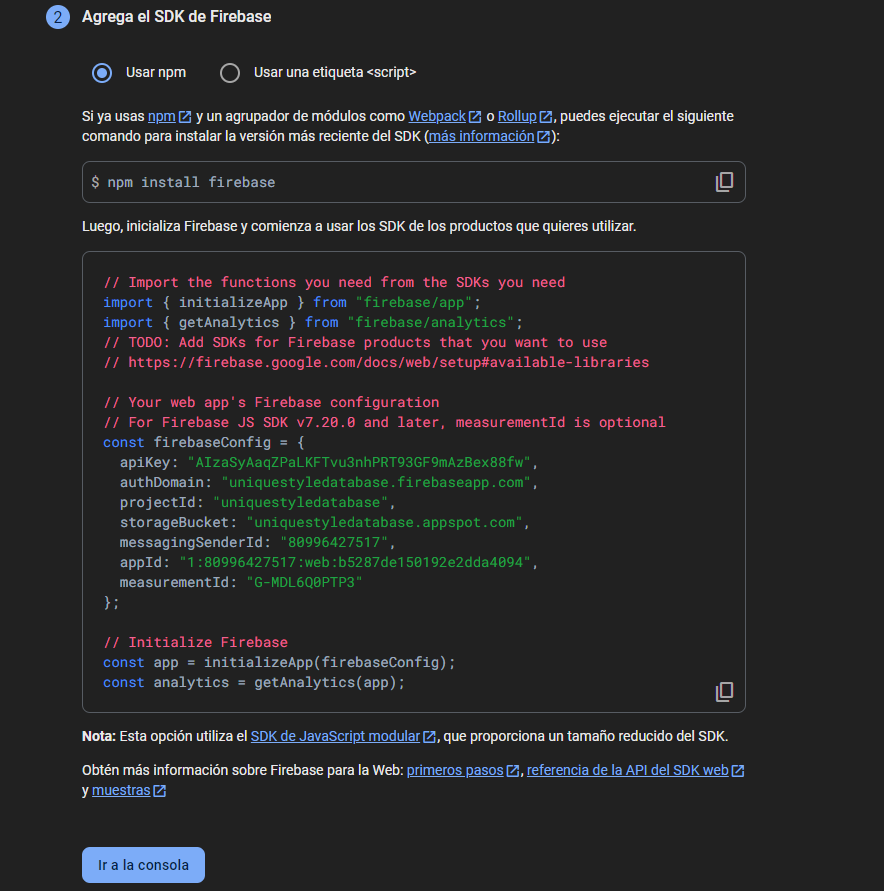 2 Agrega el SDK de Firebase
Usar npm Usar una etiqueta <script>
Si ya usas npm y un agrupador de módulos como Webpack o Rollup, puedes ejecutar el siguiente
comando para instalar la versión más reciente del SDK (más información):
$ npm install firebase
Luego, inicializa Firebase y comienza a usar los SDK de los productos que quieres utilizar.
// Import the functions you need from the SDKs you need
import { initializeApp } from "firebase/app";
import { getAnalytics } from "firebase/analytics";
// TODO: Add SDKs for Firebase products that you want to use
// https://firebase.google.com/docs/web/setup#available-libraries
// Your web app's Firebase configuration
// For Firebase JS SDK v7.20.0 and later, measurementId is optional
const firebaseConfig = {
apiKey: "AIzaSyAaqZPaLKFTvu3nhPRT93GF9mAzBex88fw",
authDomain: "uniquestyledatabase.firebaseapp.com",
projectId: "uniquestyledatabase",
storageBucket: "uniquestyledatabase.appspot.com",
messagingSenderId: "80996427517",
appId: "1:80996427517:web:b5287de150192e2dda4094",
measurementId: "G-MDL6Q0PTP3"
};
// Initialize Firebase
const app = initializeApp(firebaseConfig);
const analytics = getAnalytics(app);
Nota: Esta opción utiliza el SDK de JavaScript modular, que proporciona un tamaño reducido del SDK.
Obtén más información sobre Firebase para la Web: primeros pasos, referencia de la API del SDK web
y muestras
Ir a la consola